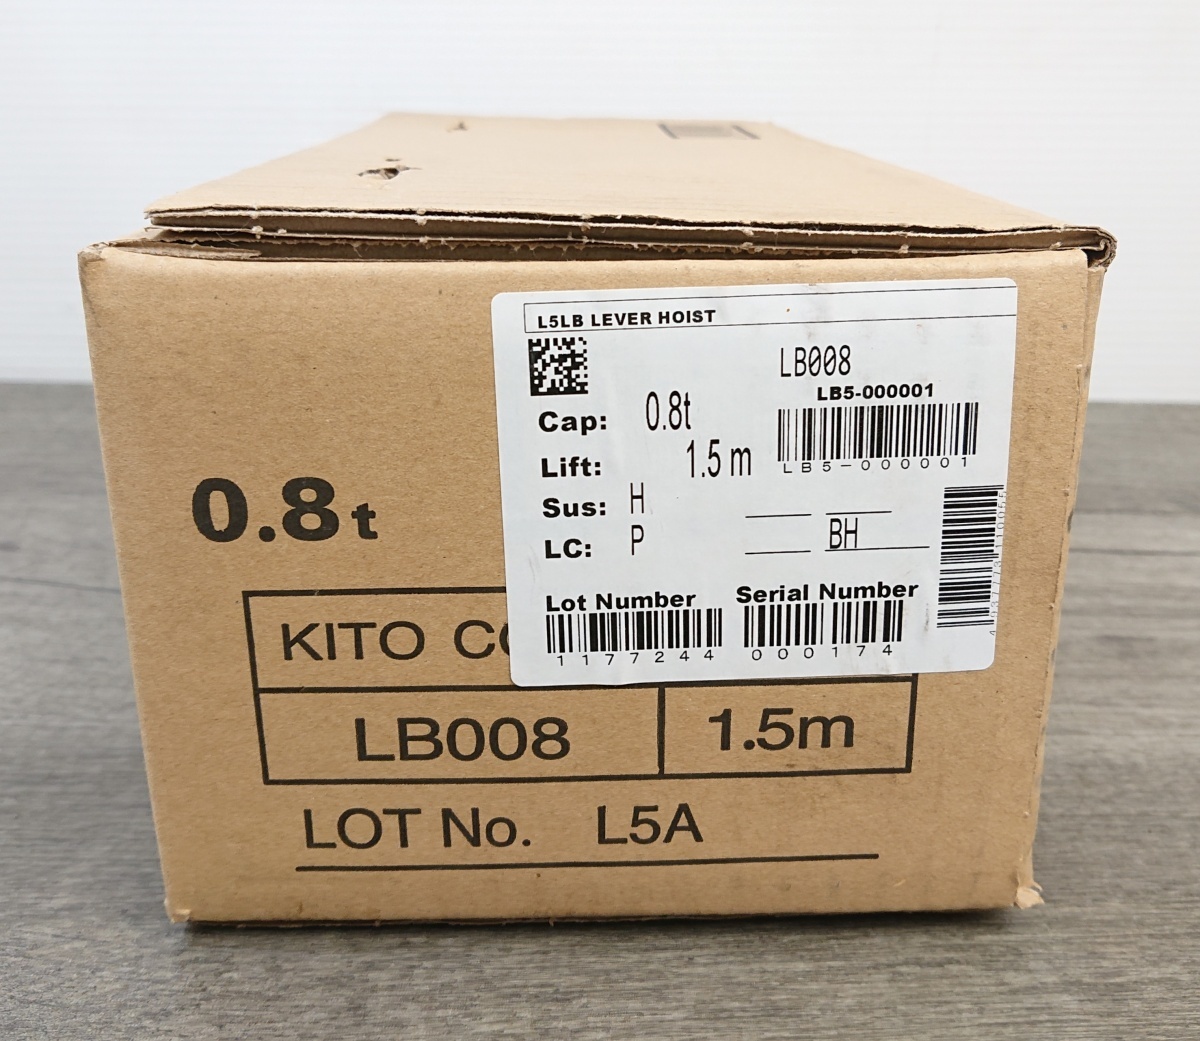 L5LB LEVER HOIST
LB008
LB5-000001
LB5-000001
Cap: 0.8t
Lift: 1.5 m
Sus: H
LC: P BH
Lot Number Serial Number
1177244 000174
0.8t
KITO
LB008 1.5m
LOT No. L5A